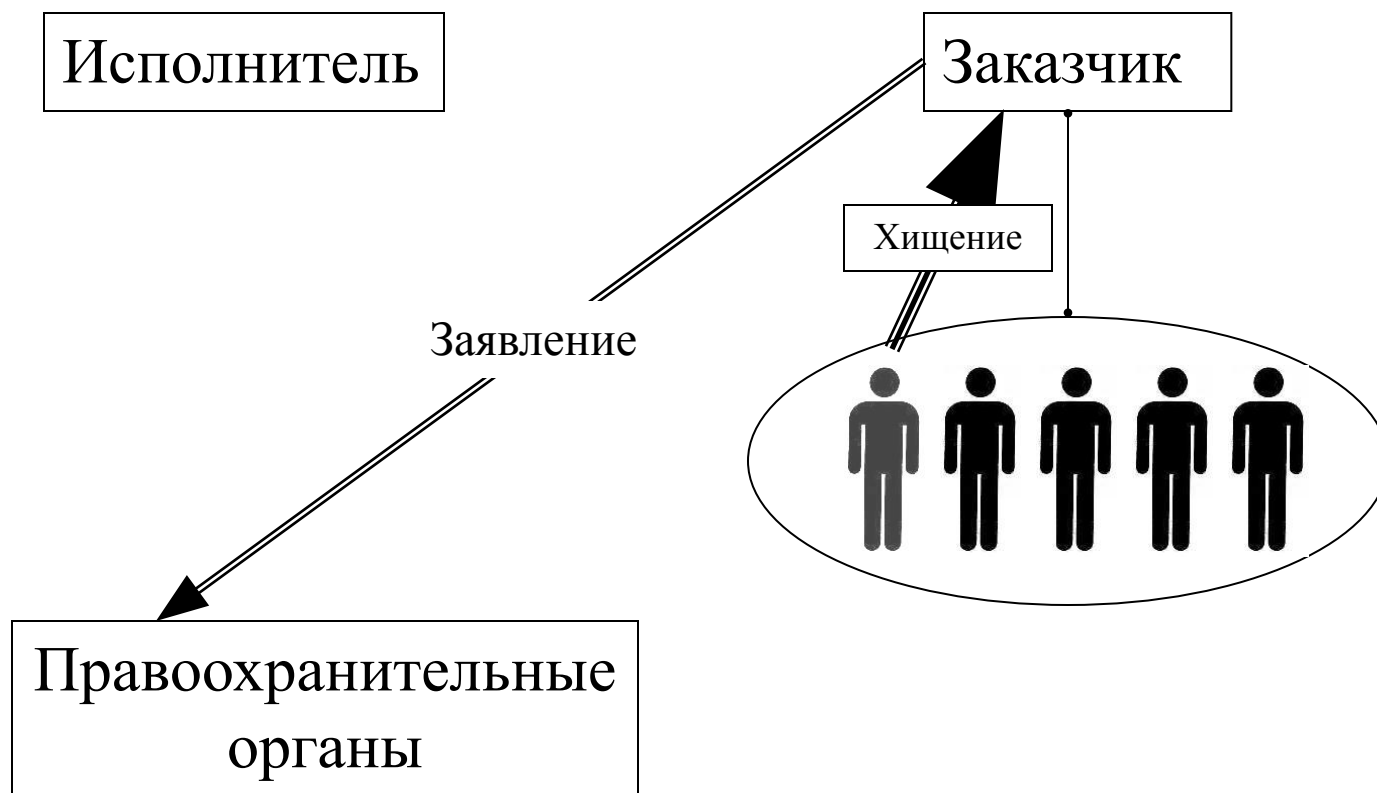 Исполнитель
Заказчик
Хищение
Заявление
Правоохранительные
органы